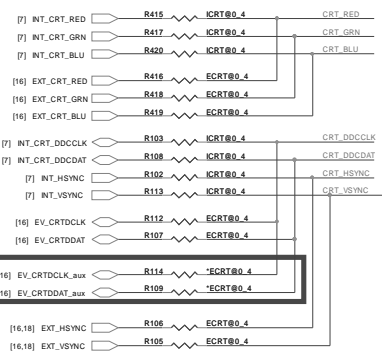 [7] INT_CRT_RED R415 ICRT@0_4 CRT_RED
[7] INT_CRT_GRN R417 ICRT@0_4 CRT_GRN
[7] INT_CRT_BLU R420 ICRT@0_4 CRT_BLU
[16] EXT_CRT_RED R416 ECRT@0_4
[16] EXT_CRT_GRN R418 ECRT@0_4
[16] EXT_CRT_BLU R419 ECRT@0_4
[7] INT_CRT_DDCCLK R103 ICRT@0_4 CRT_DDCCLK
[7] INT_CRT_DDCDAT R108 ICRT@0_4 CRT_DDCDAT
[7] INT_HSYNC R102 ICRT@0_4 CRT_HSYNC
[7] INT_VSYNC R113 ICRT@0_4 CRT_VSYNC
[16] EV_CRTDCLK R112 ECRT@0_4
[16] EV_CRTDDAT R107 ECRT@0_4
16] EV_CRTDCLK_aux R114 *ECRT@0_4
16] EV_CRTDDAT_aux R109 *ECRT@0_4
[16,18] EXT_HSYNC R106 ECRT@0_4
[16,18] EXT_VSYNC R105 ECRT@0_4